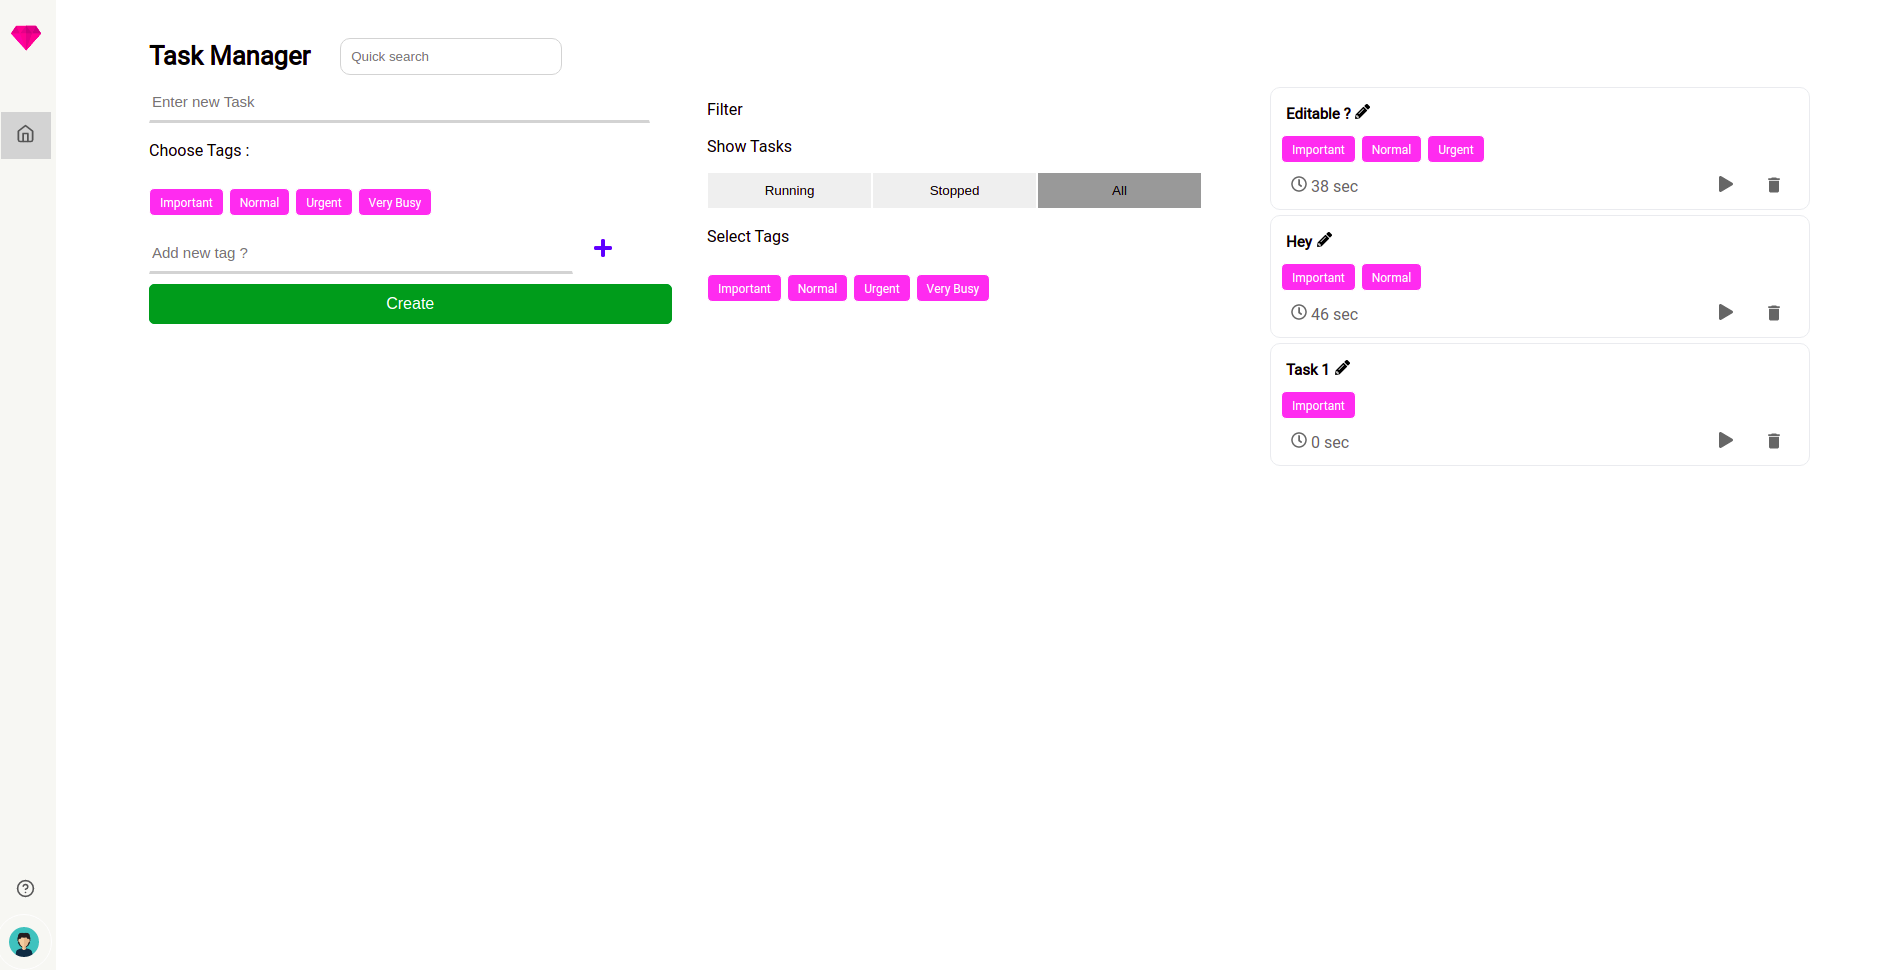 Task Manager
Quick search
Enter new Task
Choose Tags :
Important Normal Urgent Very Busy
Add new tag ?
Create
Filter
Show Tasks
Running Stopped All
Select Tags
Important Normal Urgent Very Busy
Editable ?
Important Normal Urgent
38 sec
Hey
Important Normal
46 sec
Task 1
Important
0 sec